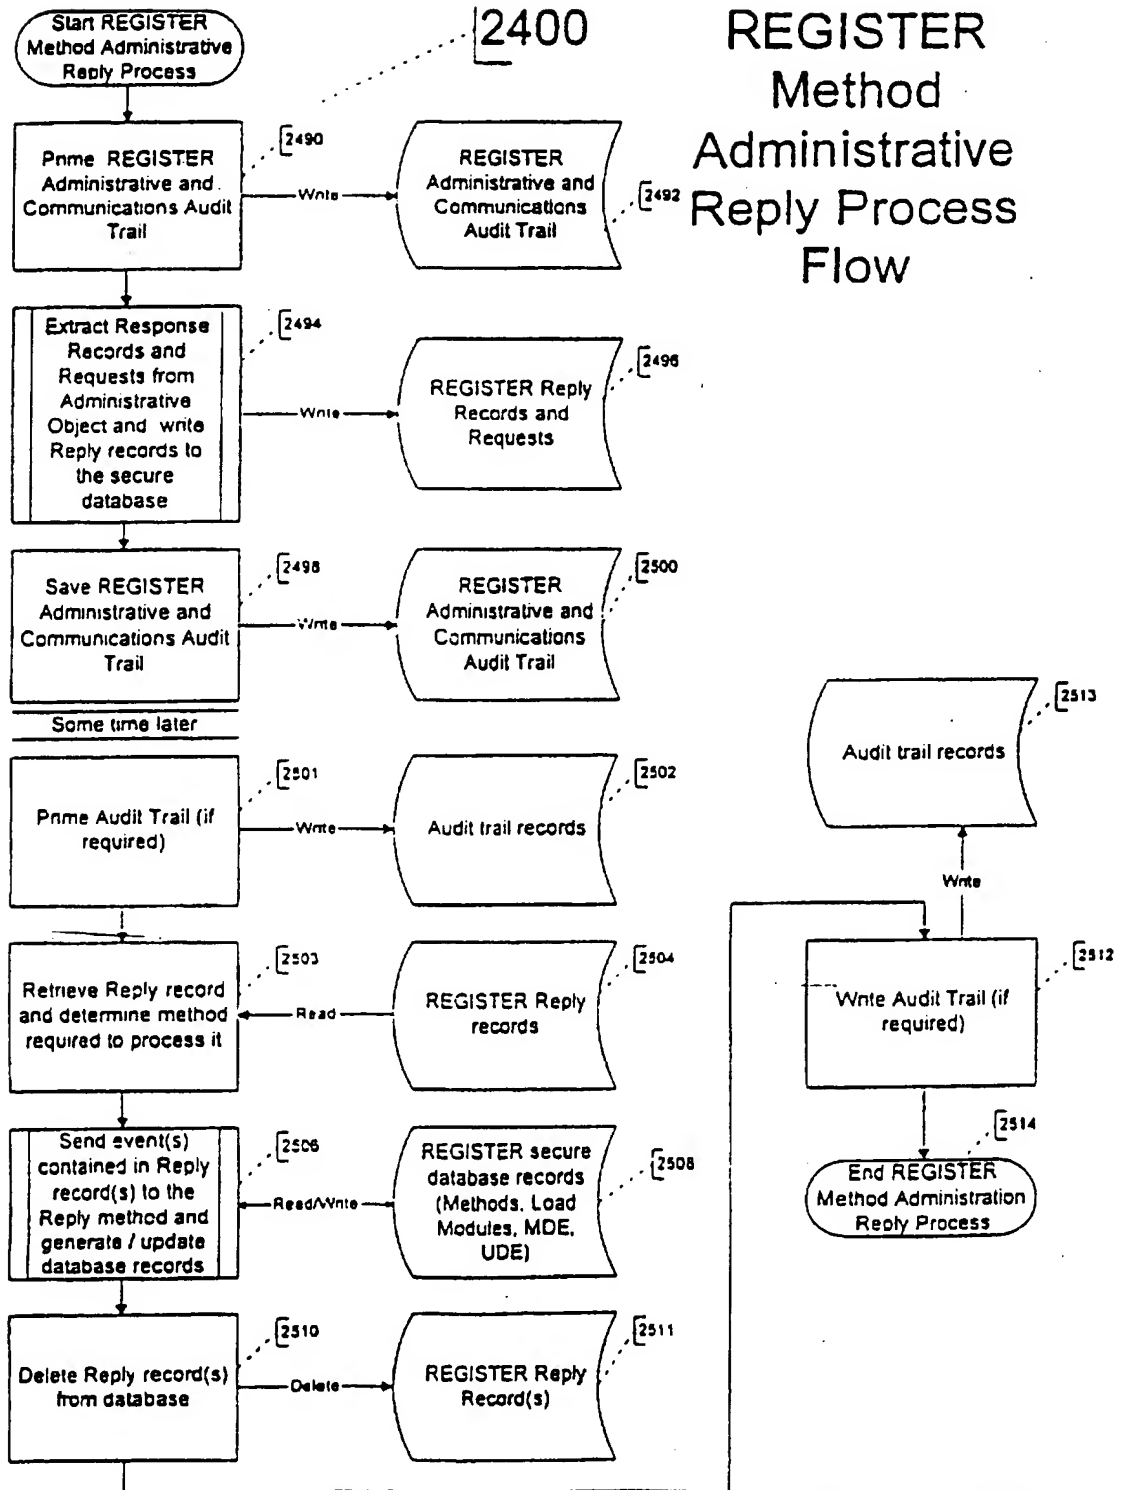 Start REGISTER
Method Administrative
Reply Process
2400
REGISTER
Method
Administrative
Reply Process
Flow
Prime REGISTER
Administrative and
Communications Audit
Trail
2490
Write
REGISTER
Administrative and
Communications
Audit Trail
2492
Extract Response
Records and
Requests from
Administrative
Object and write
Reply records to
the secure
database
2494
Write
REGISTER Reply
Records and
Requests
2496
Save REGISTER
Administrative and
Communications Audit
Trail
2498
Write
REGISTER
Administrative and
Communications
Audit Trail
2500
Some time later
Prime Audit Trail (if
required)
2501
Write
Audit trail records
2502
Retrieve Reply record
and determine method
required to process it
2503
Read
REGISTER Reply
records
2504
Send event(s)
contained in Reply
record(s) to the
Reply method and
generate / update
database records
2506
Read/Write
REGISTER secure
database records
(Methods, Load
Modules, MDE,
UDE)
2508
Delete Reply record(s)
from database
2510
Delete
REGISTER Reply
Record(s)
2511
Audit trail records
2513
Write
Write Audit Trail (if
required)
2512
End REGISTER
Method Administration
Reply Process
2514